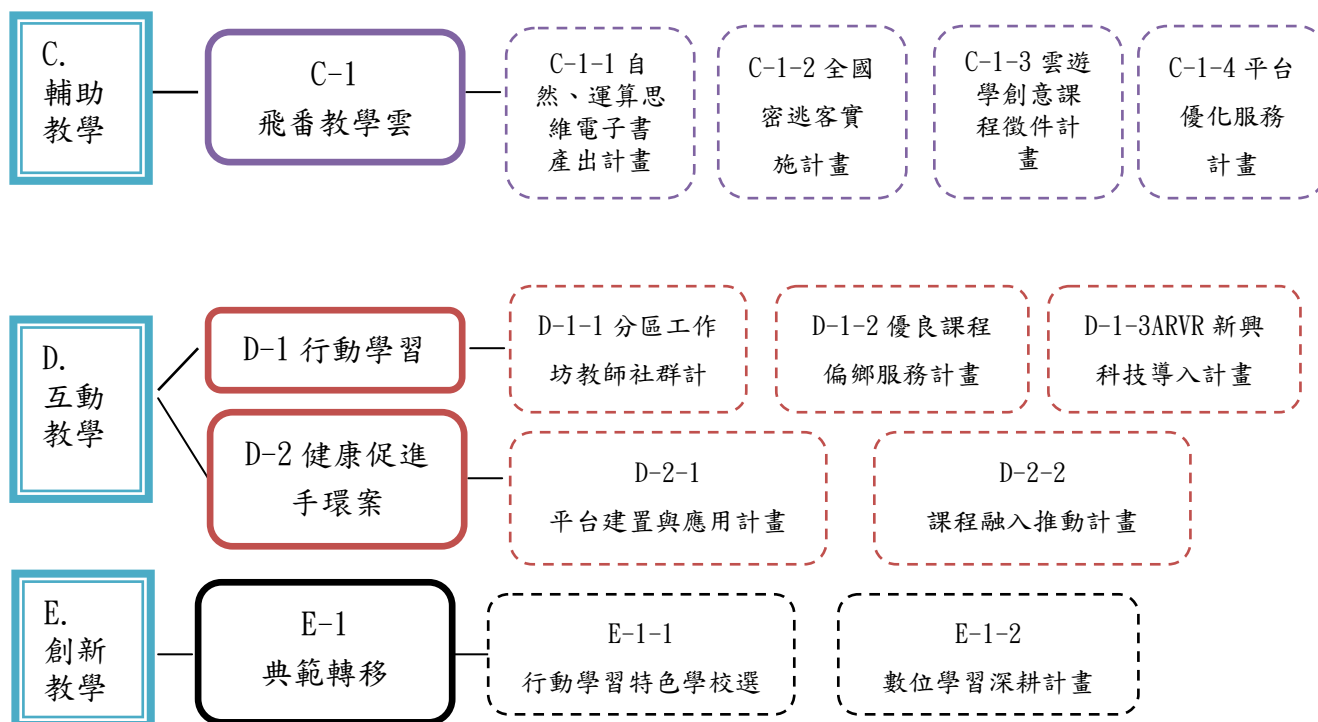 C.
輔助
教學
C-1
飛番教學雲
C-1-1 自
然、運算思
維電子書
產出計畫
C-1-2 全國
密逃客實
施計畫
C-1-3 雲遊
學創意課
程徵件計
畫
C-1-4 平台
優化服務
計畫
D.
互動
教學
D-1 行動學習
D-1-1 分區工作
坊教師社群計
D-1-2 優良課程
偏鄉服務計畫
D-1-3ARVR 新興
科技導入計畫
D-2 健康促進
手環案
D-2-1
平台建置與應用計畫
D-2-2
課程融入推動計畫
E.
創新
教學
E-1
典範轉移
E-1-1
行動學習特色學校選
E-1-2
數位學習深耕計畫